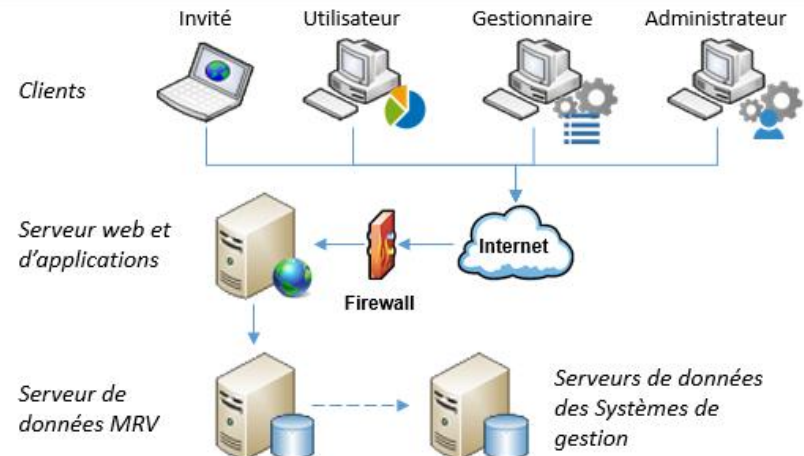 Invité
Utilisateur
Gestionnaire
Administrateur
Clients
Serveur web et
d'applications
Firewall
Internet
Serveur de
données MRV
Serveurs de données
des Systèmes de
gestion